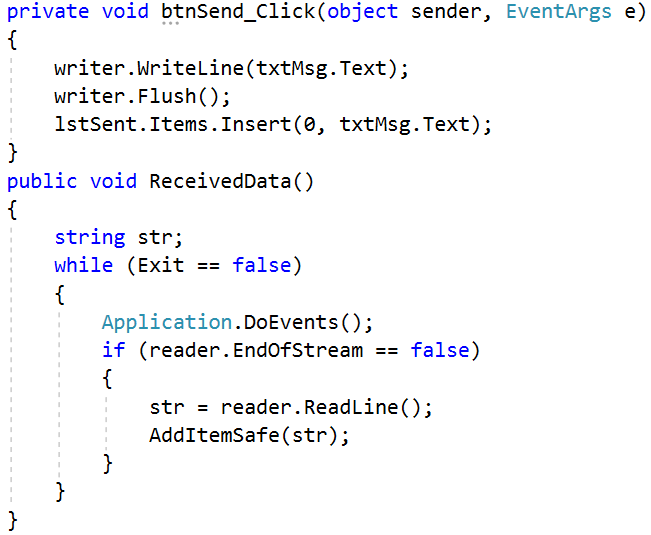 private void btnSend_Click(object sender, EventArgs e)
{
    writer.WriteLine(txtMsg.Text);
    writer.Flush();
    lstSent.Items.Insert(0, txtMsg.Text);
}
public void ReceivedData()
{
    string str;
    while (Exit == false)
    {
        Application.DoEvents();
        if (reader.EndOfStream == false)
        {
            str = reader.ReadLine();
            AddItemSafe(str);
        }
    }
}